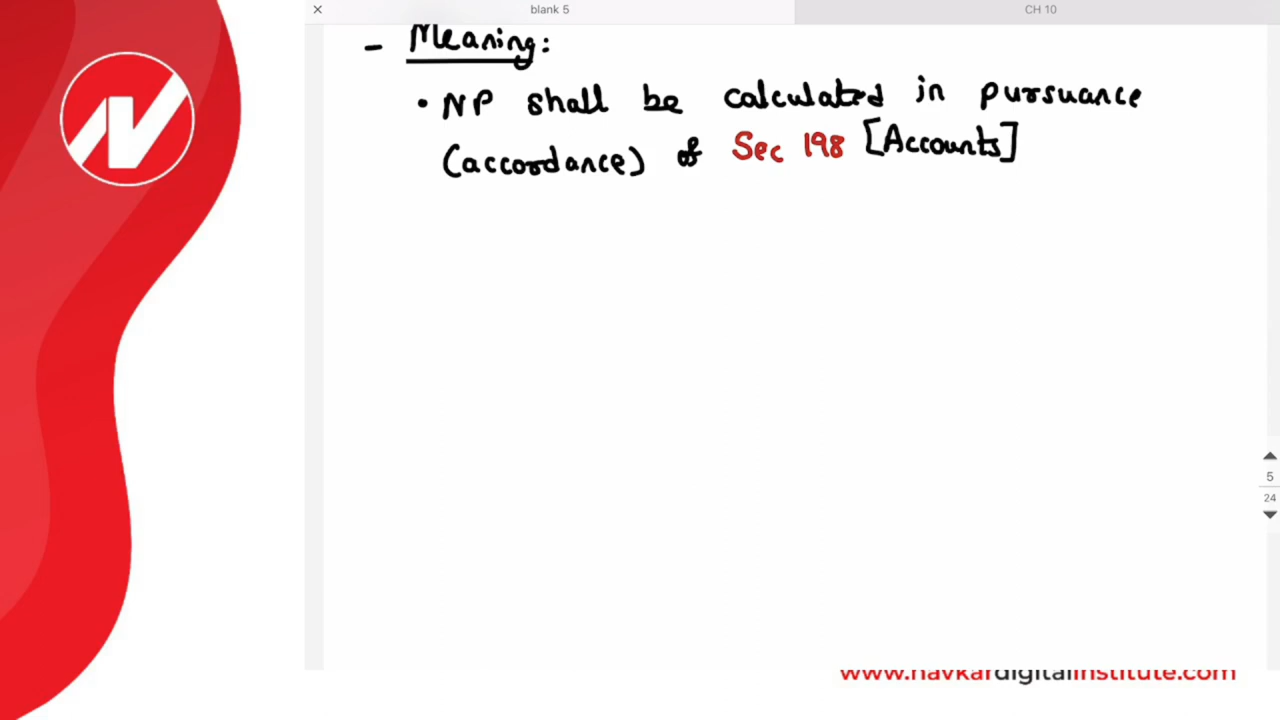 blank 5
CH 10
- Meaning:
• NP shall be calculated in pursuance
(accordance) of Sec 198 [Accounts]
5
24
www.navkardigitalinstitute.com